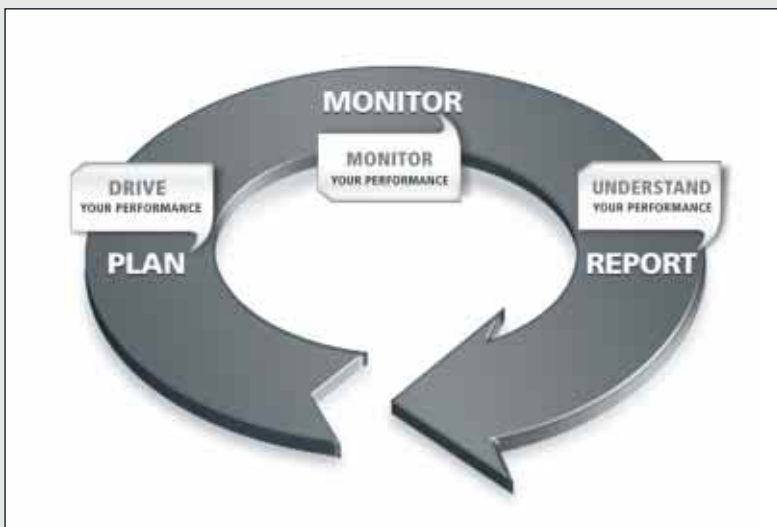 MONITOR
MONITOR
YOUR PERFORMANCE
DRIVE
YOUR PERFORMANCE
PLAN
UNDERSTAND
YOUR PERFORMANCE
REPORT